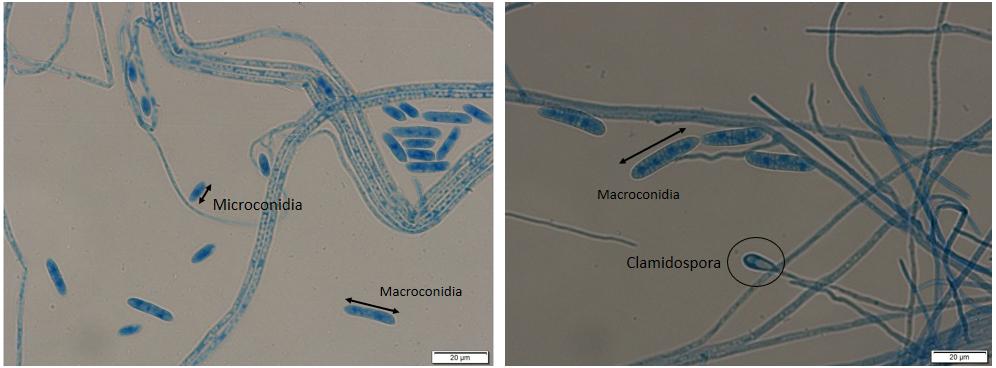 Microconidia
Macroconidia
20 µm
Macroconidia
Clamidospora
20 µm